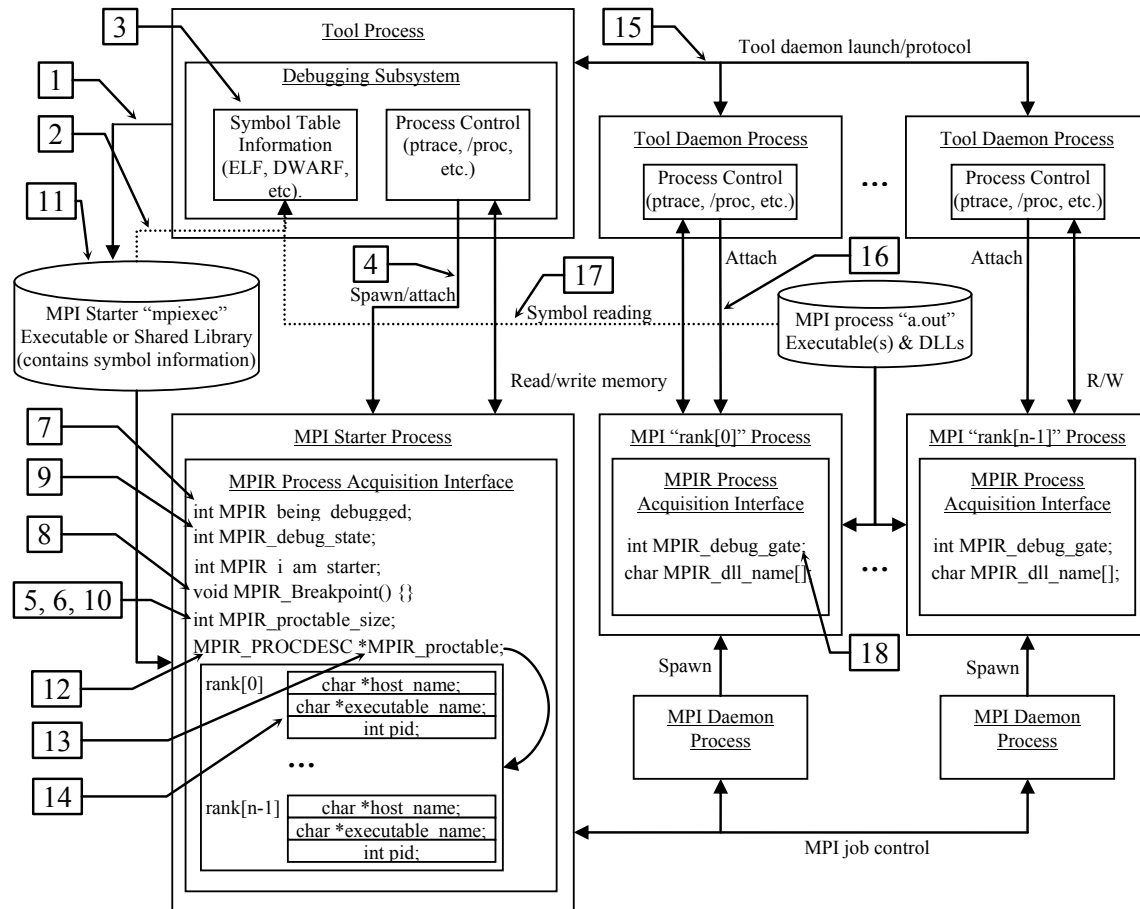 3
Tool Process
15
Tool daemon launch/protocol
1
Debugging Subsystem
2
Symbol Table
Information
(ELF, DWARF,
etc).
Process Control
(ptrace, /proc,
etc.)
Tool Daemon Process
Process Control
(ptrace, /proc, etc.)
...
Tool Daemon Process
Process Control
(ptrace, /proc, etc.)
11
4
Spawn/attach
17
Symbol reading
Attach
16
Attach
MPI Starter “mpiexec”
Executable or Shared Library
(contains symbol information)
MPI process “a.out”
Executable(s) & DLLs
Read/write memory
R/W
7
9
8
5, 6, 10
12
13
14
MPI Starter Process
MPIR Process Acquisition Interface
int MPIR_being_debugged;
int MPIR_debug_state;
int MPIR_i_am_starter;
void MPIR_Breakpoint() {}
int MPIR_proctable_size;
MPIR_PROCDESC *MPIR_proctable;
rank[0]
char *host_name;
char *executable_name;
int pid;
...
rank[n-1]
char *host_name;
char *executable_name;
int pid;
MPI “rank[0]” Process
MPIR Process
Acquisition Interface
int MPIR_debug_gate;
char MPIR_dll_name[];
...
MPI “rank[n-1]” Process
MPIR Process
Acquisition Interface
int MPIR_debug_gate;
char MPIR_dll_name[];
18
Spawn
Spawn
MPI Daemon
Process
MPI Daemon
Process
MPI job control